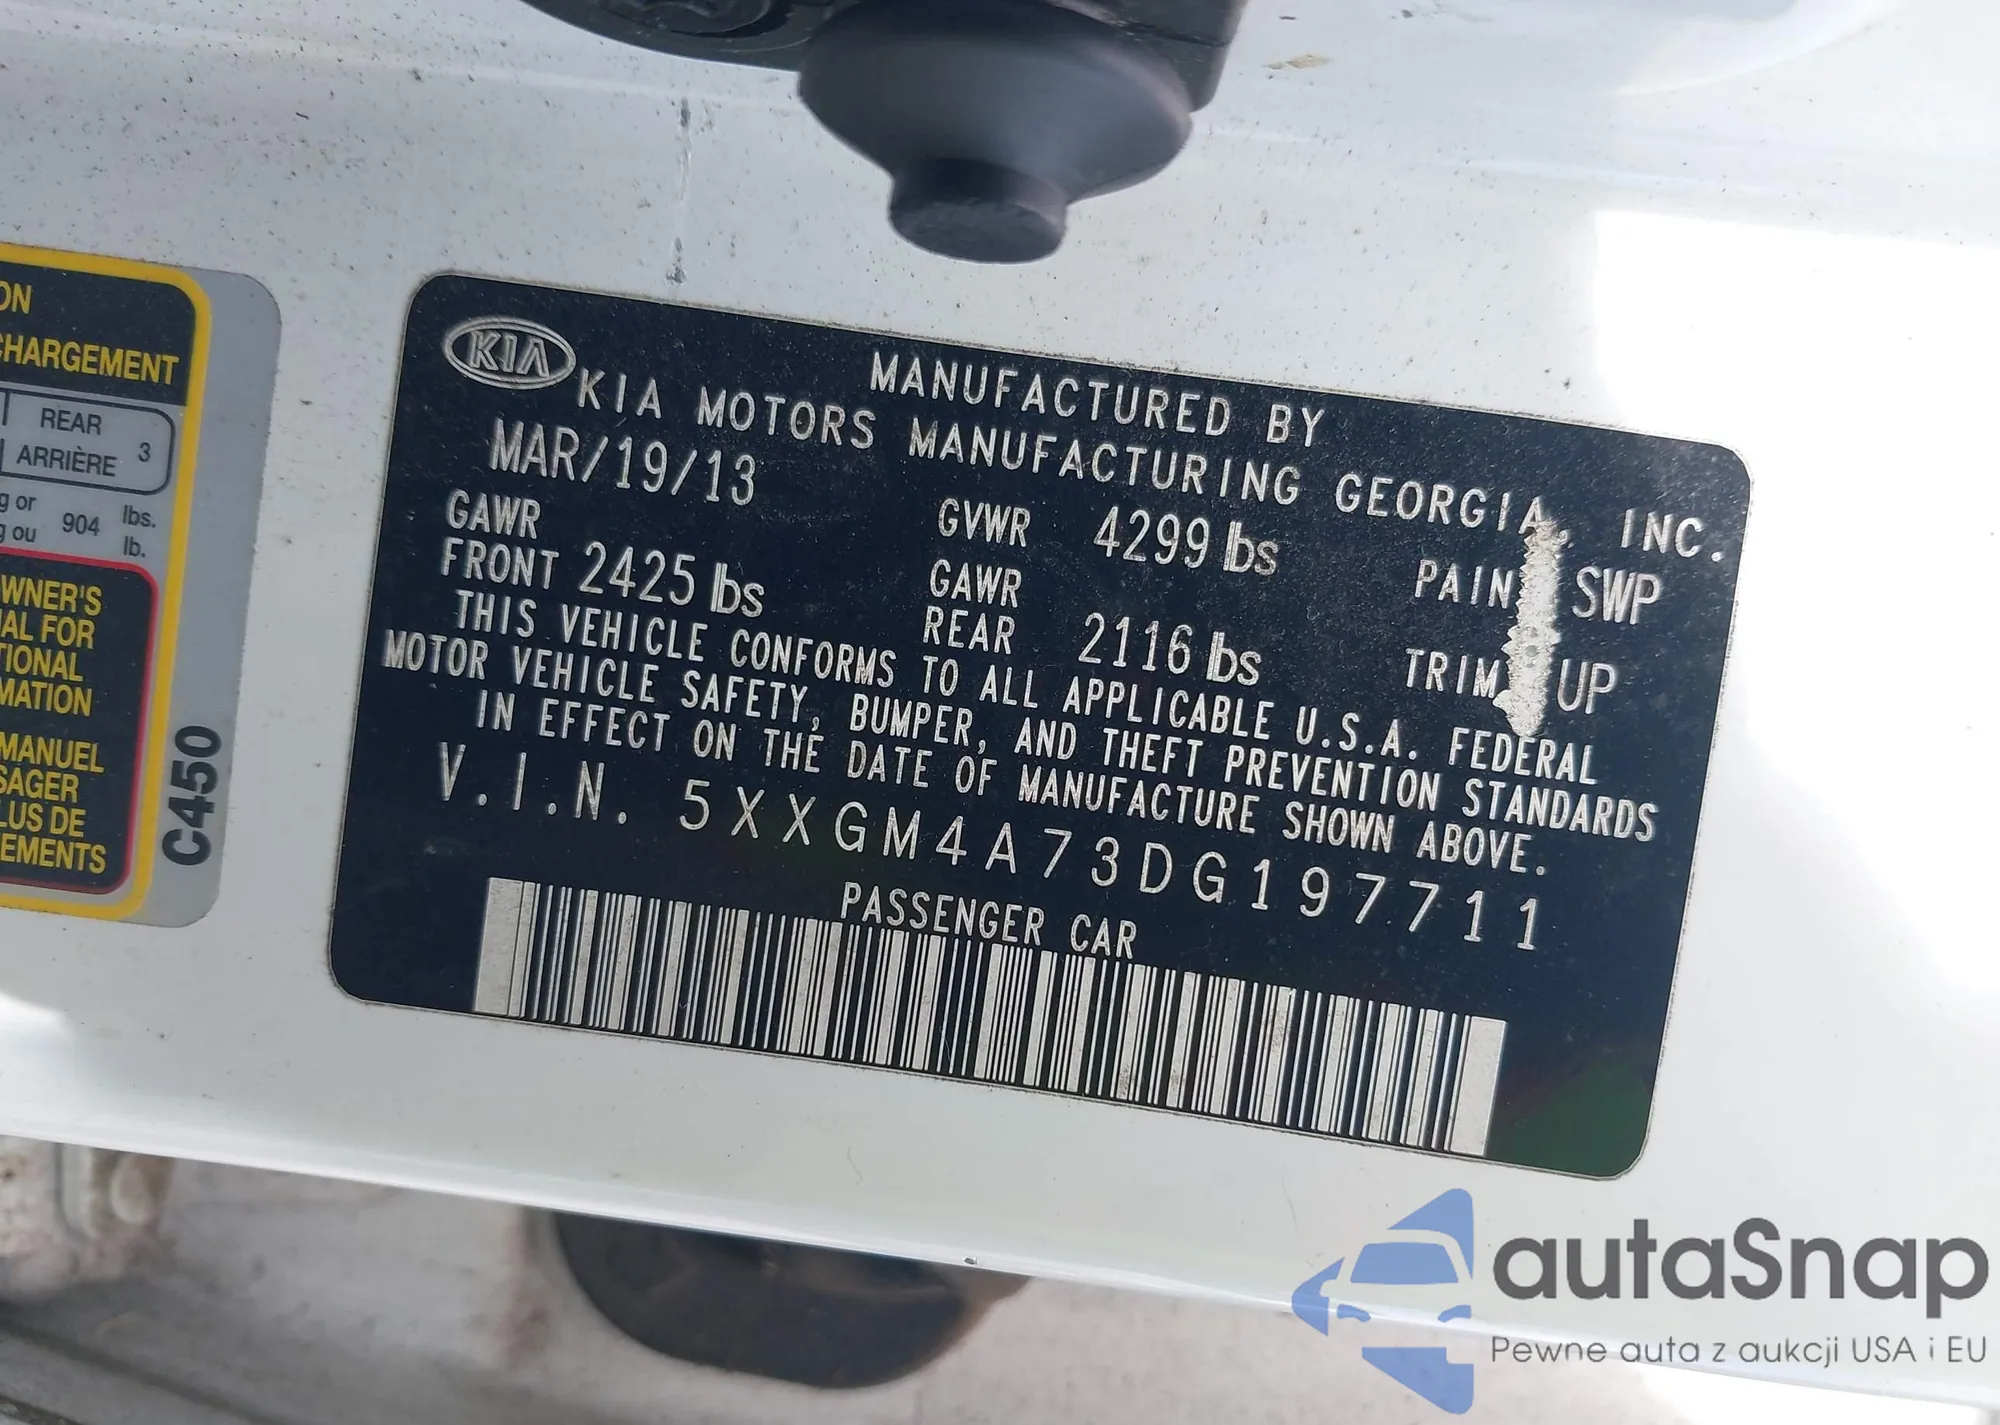 ON
CHARGEMENT
REAR
ARRIÈRE 3
g or
g ou 904 lbs.
lb.
WNER'S
AL FOR
TIONAL
MATION
MANUEL
SAGER
LUS DE
EMENTS
C450
KIA
MANUFACTURED BY
KIA MOTORS MANUFACTURING GEORGIA, INC.
MAR/19/13 GVWR 4299 lbs PAIN SWP
GAWR
FRONT 2425 lbs GAWR
REAR 2116 lbs TRIM UP
THIS VEHICLE CONFORMS TO ALL APPLICABLE U.S.A. FEDERAL
MOTOR VEHICLE SAFETY, BUMPER, AND THEFT PREVENTION STANDARDS
IN EFFECT ON THE DATE OF MANUFACTURE SHOWN ABOVE.
V.I.N. 5XXGM4A73DG197711
PASSENGER CAR
autaSnap
Pewne auta z aukcji USA i EU